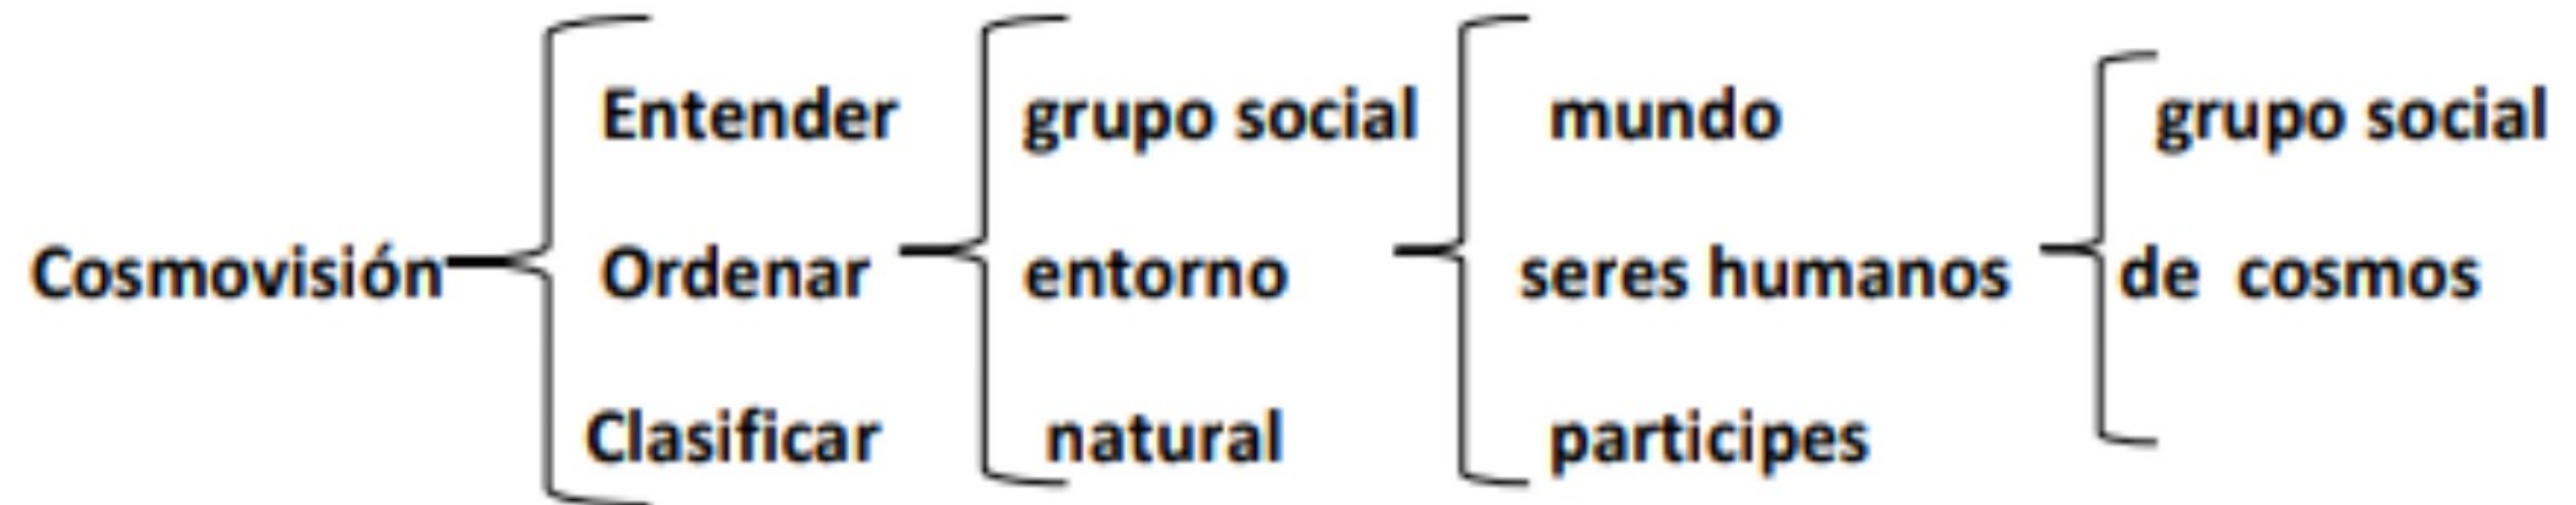 Cosmovisión
Entender
Ordenar
Clasificar
grupo social
entorno
natural
mundo
seres humanos
participes
grupo social
de cosmos